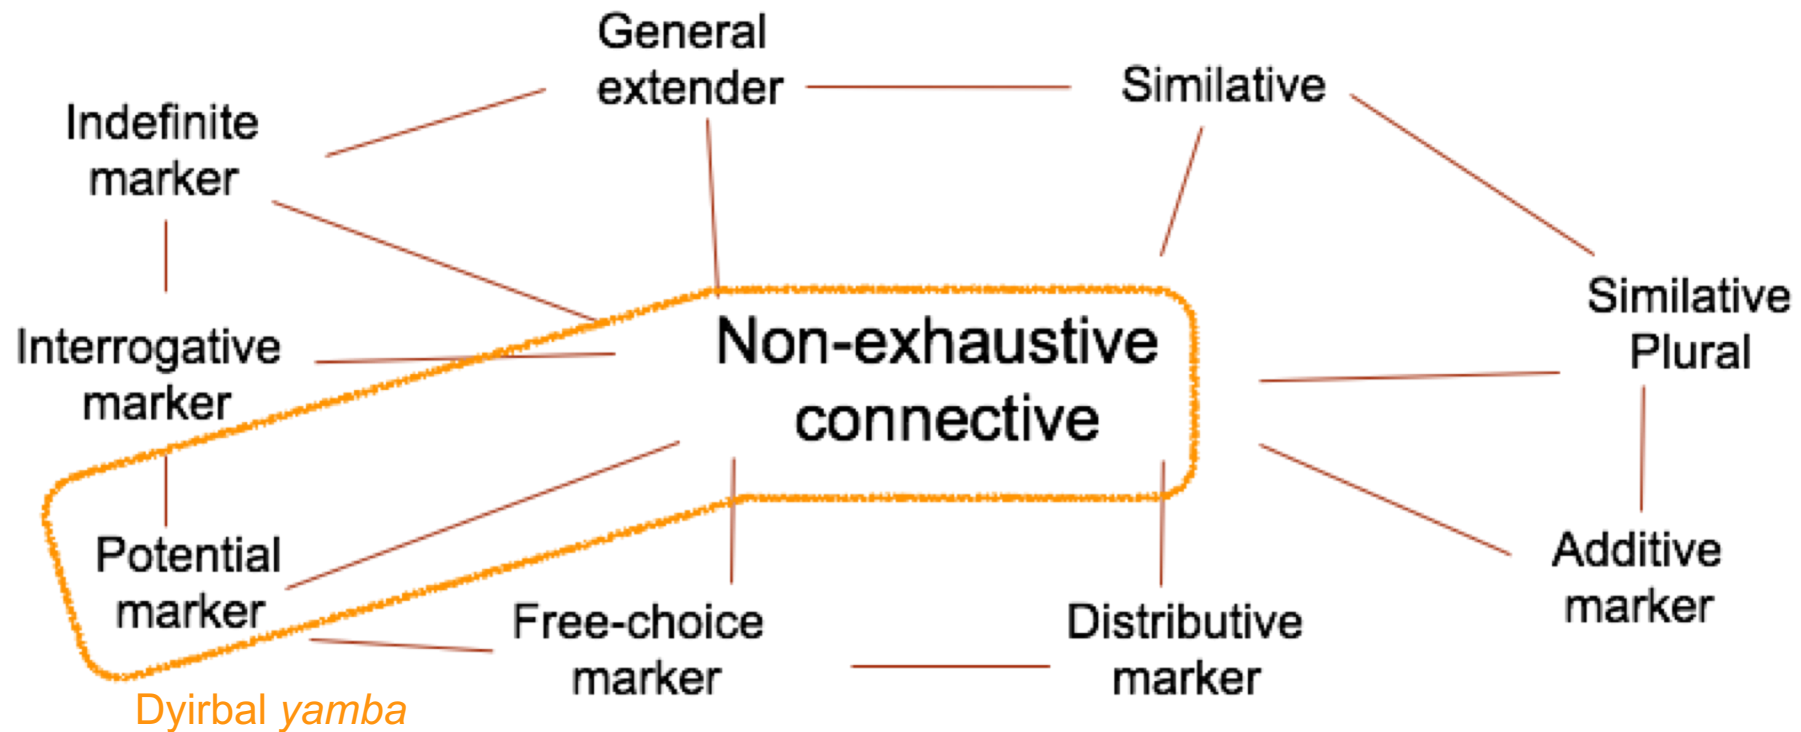 General
extender
Similative
Indefinite
marker
Similative
Plural
Non-exhaustive
connective
Interrogative
marker
Potential
marker
Additive
marker
Free-choice
marker
Distributive
marker
Dyirbal yamba